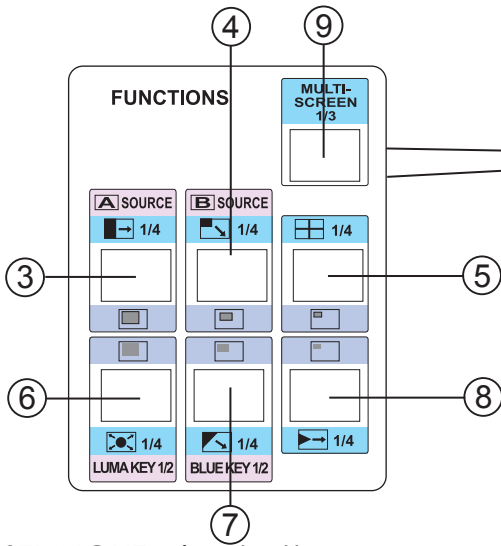 4
9
FUNCTIONS
MULTI-
SCREEN
1/3
A SOURCE
B SOURCE
1/4
1/4
1/4
3
5
6
8
1/4
1/4
1/4
LUMA KEY 1/2
BLUE KEY 1/2
7